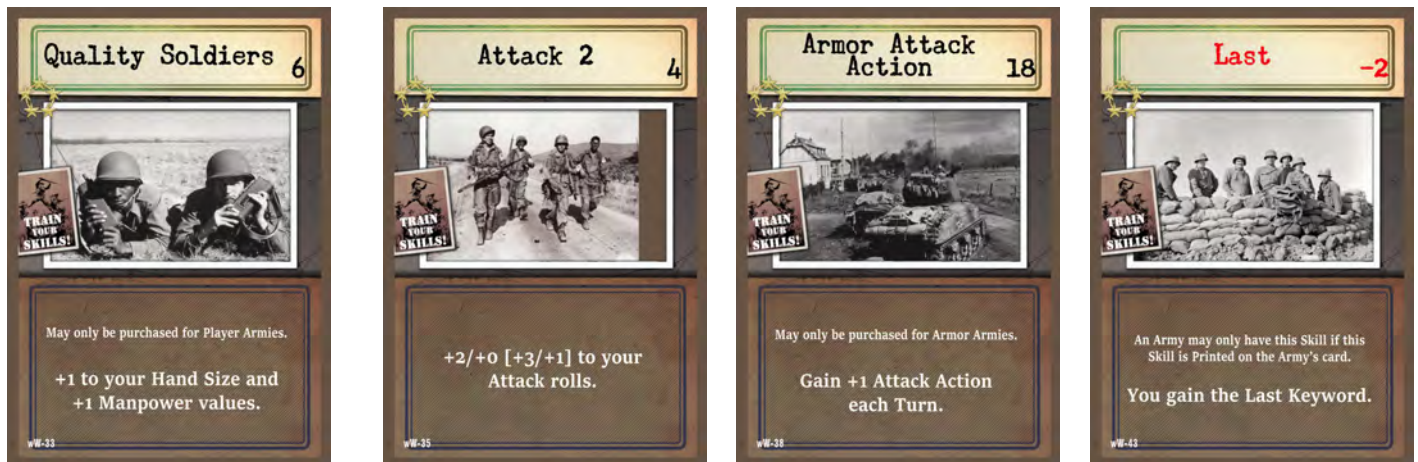 Quality Soldiers 6
TRAIN
YOUR
SKILLS!
May only be purchased for Player Armies.
+1 to your Hand Size and
+1 Manpower values.
wW-33
Attack 2 4
TRAIN
YOUR
SKILLS!
+2/+0 [+3/+1] to your
Attack rolls.
wW-35
Armor Attack
Action 18
TRAIN
YOUR
SKILLS!
May only be purchased for Armor Armies.
Gain +1 Attack Action
each Turn.
wW-38
Last -2
TRAIN
YOUR
SKILLS!
An Army may only have this Skill if this
Skill is Printed on the Army's card.
You gain the Last Keyword.
wW-43